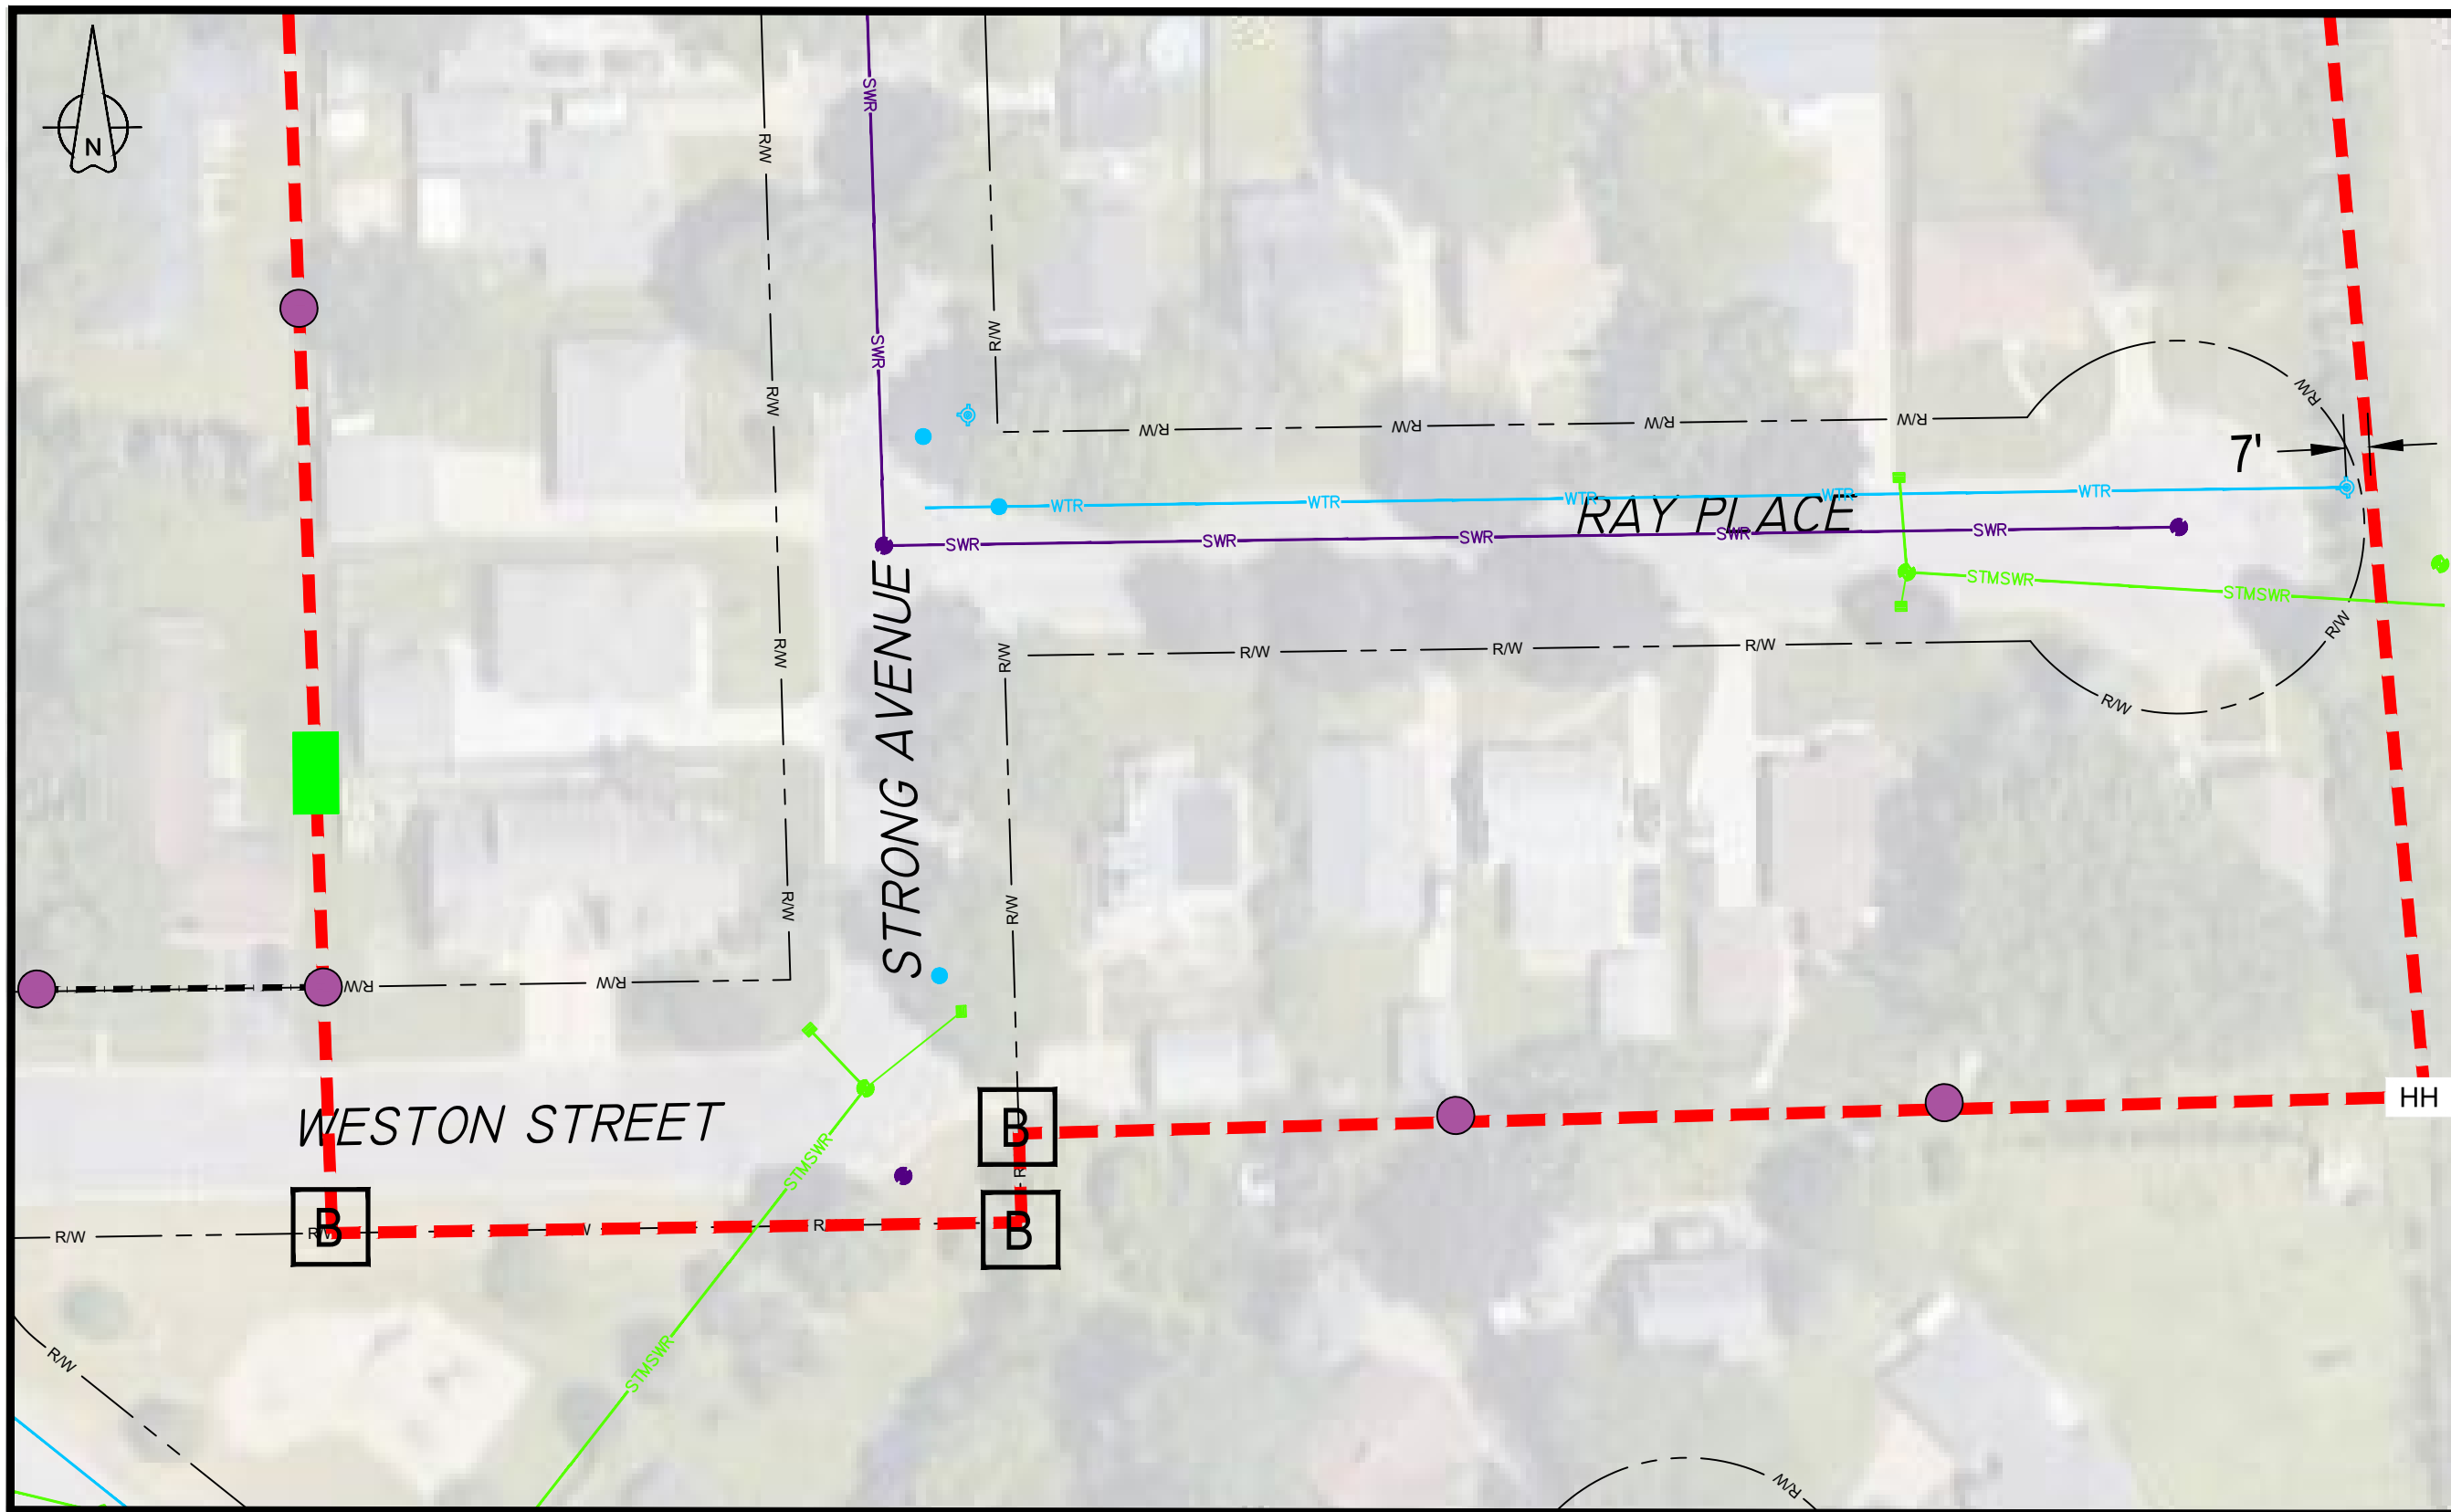 N
SWR
R/W
R/W
SWR
R/W
R/W
R/W
R/W
R/W
R/W
R/W
7'
WTR
WTR
WTR
WTR
WTR
RAY PLACE
SWR
SWR
SWR
SWR
SWR
STMSWR
STMSWR
R/W
R/W
R/W
R/W
R/W
R/W
R/W
STRONG AVENUE
R/W
R/W
R/W
R/W
HH
WESTON STREET
B
STMSWR
R
B
B
R/W
R/W
W
R/
STMSWR
R/W
R/W